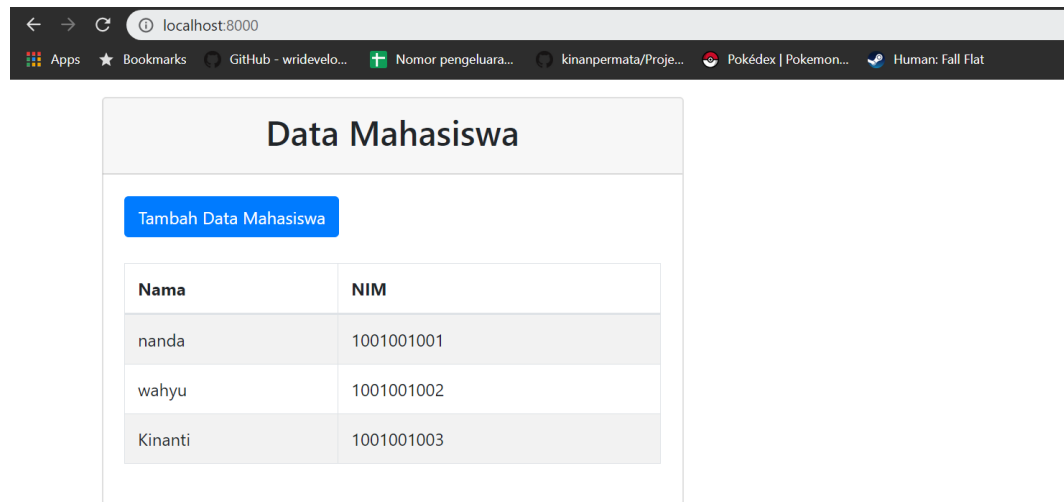 localhost:8000
Apps Bookmarks GitHub - wridevelo... Nomor pengeluara... kinanpermata/Proje... Pokédex | Pokemon... Human: Fall Flat
Data Mahasiswa
Tambah Data Mahasiswa
Nama NIM
nanda 1001001001
wahyu 1001001002
Kinanti 1001001003